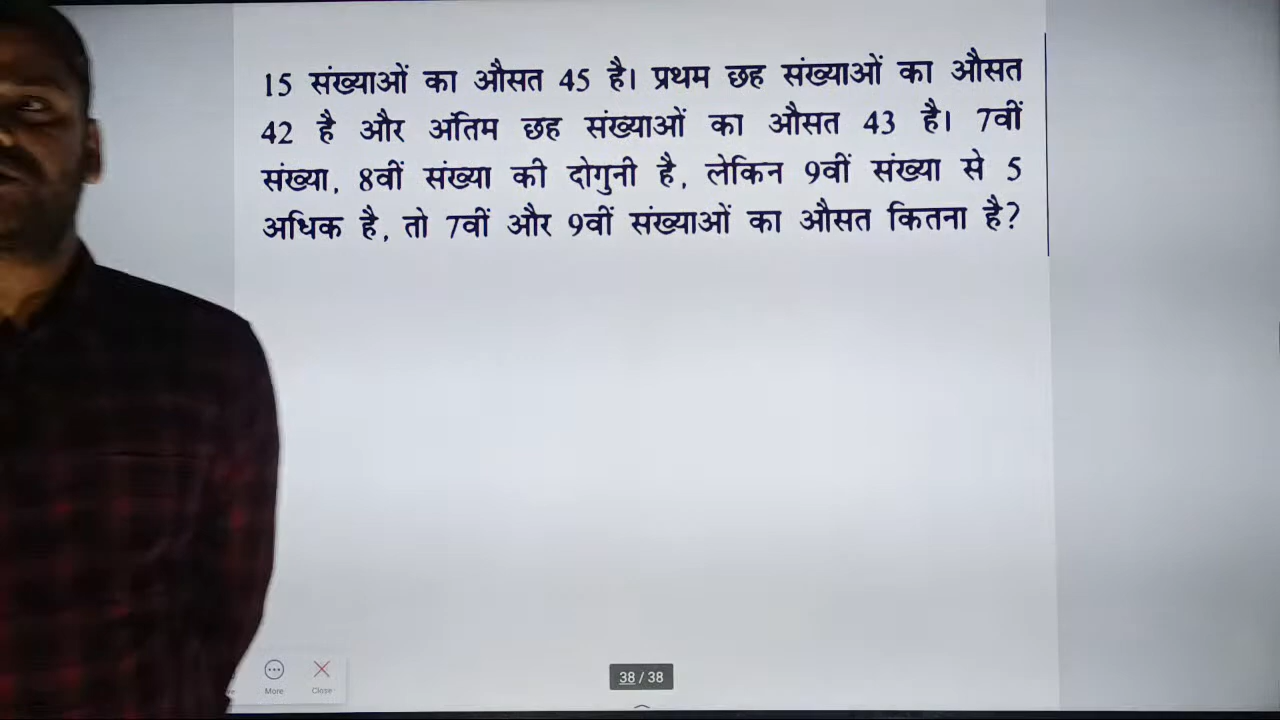 15 संख्याओं का औसत 45 है। प्रथम छह संख्याओं का औसत
42 है और अंतिम छह संख्याओं का औसत 43 है। 7वीं
संख्या, 8वीं संख्या की दोगुनी है, लेकिन 9वीं संख्या से 5
अधिक है, तो 7वीं और 9वीं संख्याओं का औसत कितना है?
More
Close
38 / 38